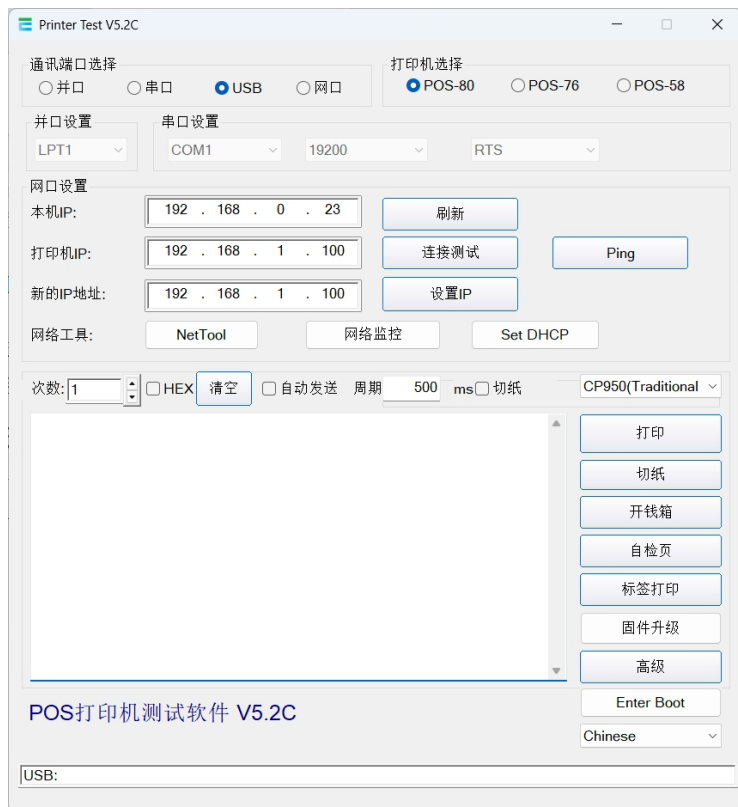 Printer Test V5.2C
通讯端口选择 打印机选择
并口 串口 USB 网口 POS-80 POS-76 POS-58
并口设置 串口设置
LPT1 COM1 19200 RTS
网口设置
本机IP: 192 . 168 . 0 . 23 刷新
打印机IP: 192 . 168 . 1 . 100 连接测试 Ping
新的IP地址: 192 . 168 . 1 . 100 设置IP
网络工具: NetTool 网络监控 Set DHCP
次数: 1 HEX 清空 自动发送 周期 500 ms 切纸 CP950(Traditional
打印
切纸
开钱箱
自检页
标签打印
固件升级
高级
Enter Boot
POS打印机测试软件 V5.2C
Chinese
USB: